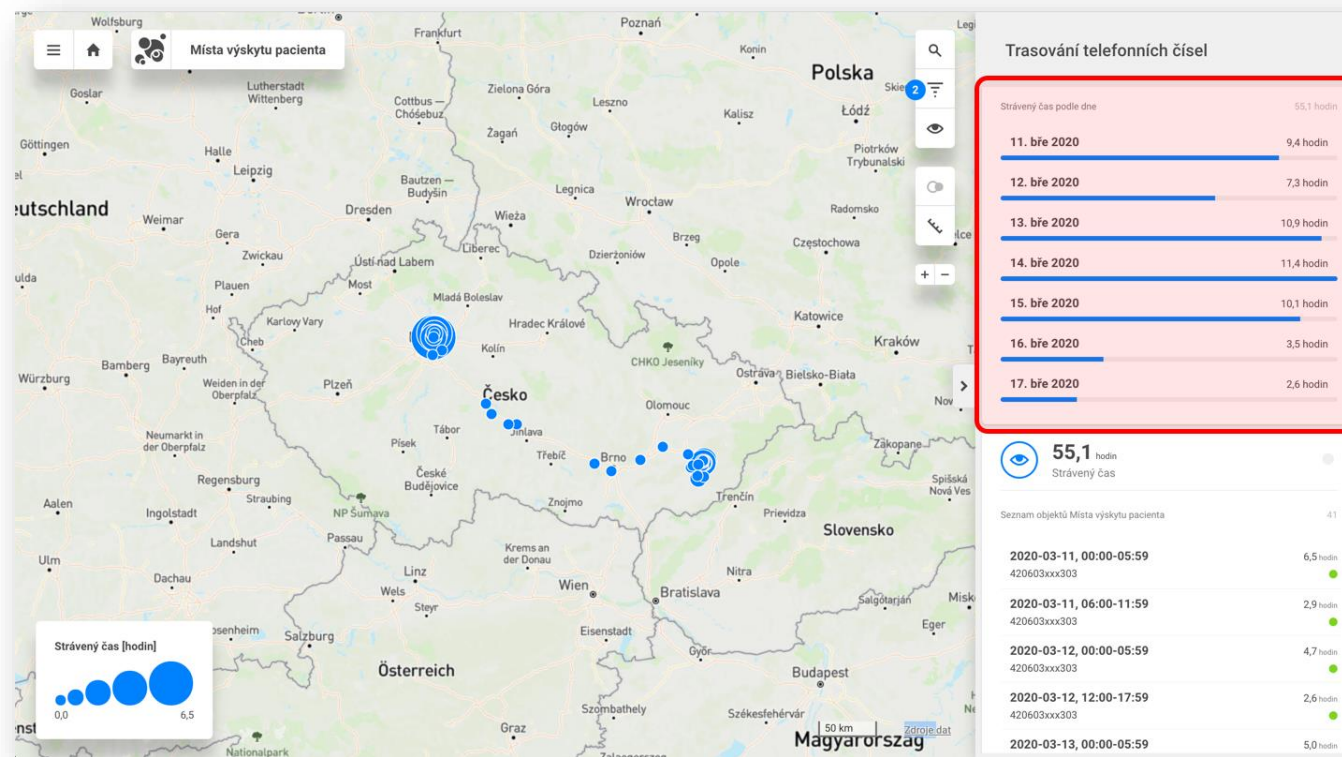 Wolfsburg
Poznań
Frankfurt
Místa výskytu pacienta
Konin
Polska
Goslar
Lutherstadt
Wittenberg
Cottbus —
Chóśebuz
Zielona Góra
Leszno
2
Kalisz
Łódź
Żagań
Głogów
Göttingen
Halle
Leipzig
Piotrków
Trybunalski
Bautzen —
Budyšin
Legnica
Wrocław
eutschland
Weimar
Dresden
Wieża
Radomsko
Gera
Zwickau
Liberec
Brzeg
Częstochowa
Ústí nad Labem
Dzierżoniów
Opole
+ −
Plauen
Most
Mladá Boleslav
Hof
Karlovy Vary
Hradec Králové
Katowice
Cheb
Kolín
CHKO Jeseníky
Kraków
Bamberg
Bayreuth
Würzburg
Weiden in der
Oberpfalz
Plzeň
Ostrava
Bielsko-Biała
Česko
Olomouc
Neumarkt in
der Oberpfalz
Tábor
Jihlava
Písek
Třebíč
Brno
Zakopane
Regensburg
České
Budějovice
Spišská
Nová Ves
Straubing
Aalen
Ingolstadt
NP Šumava
Znojmo
Trenčín
Prievidza
Landshut
Passau
Slovensko
Ulm
Krems an
der Donau
Dachau
Linz
Wien
Nitra
Wels
Bratislava
Steyr
Salgótarján
Eger
Salzburg
Eisenstadt
Győr
Österreich
Budapest
Szombathely
Székesfehérvár
Graz
50 km
Zdroje dat
Magyarország
Nationalpark
Strávený čas [hodin]
0,0 6,5
Trasování telefonních čísel
Strávený čas podle dne 55,1 hodin
11. bře 2020 9,4 hodin
12. bře 2020 7,3 hodin
13. bře 2020 10,9 hodin
14. bře 2020 11,4 hodin
15. bře 2020 10,1 hodin
16. bře 2020 3,5 hodin
17. bře 2020 2,6 hodin
55,1 hodin
Strávený čas
Seznam objektů Místa výskytu pacienta 41
2020-03-11, 00:00-05:59 6,5 hodin
420603xxx303
2020-03-11, 06:00-11:59 2,9 hodin
420603xxx303
2020-03-12, 00:00-05:59 4,7 hodin
420603xxx303
2020-03-12, 12:00-17:59 2,6 hodin
420603xxx303
2020-03-13, 00:00-05:59 5,0 hodin